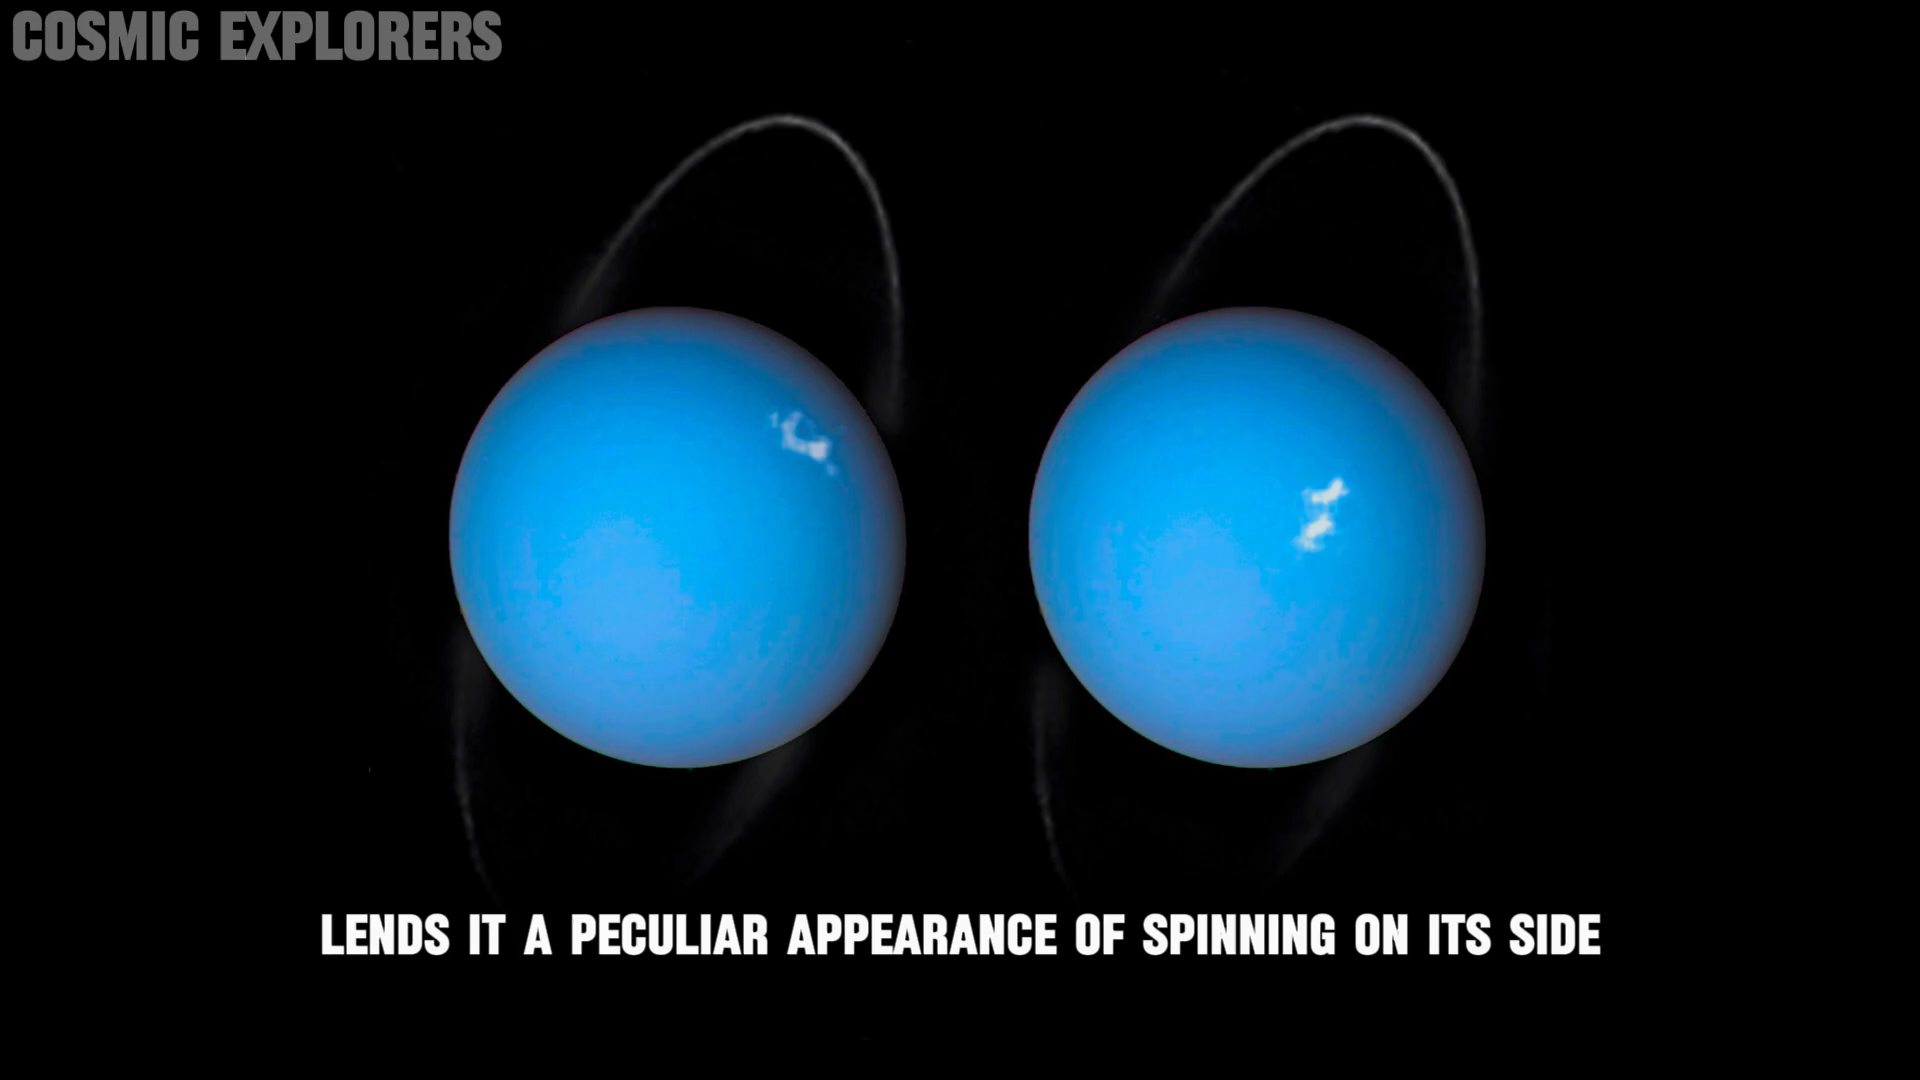 COSMIC EXPLORERS
LENDS IT A PECULIAR APPEARANCE OF SPINNING ON ITS SIDE